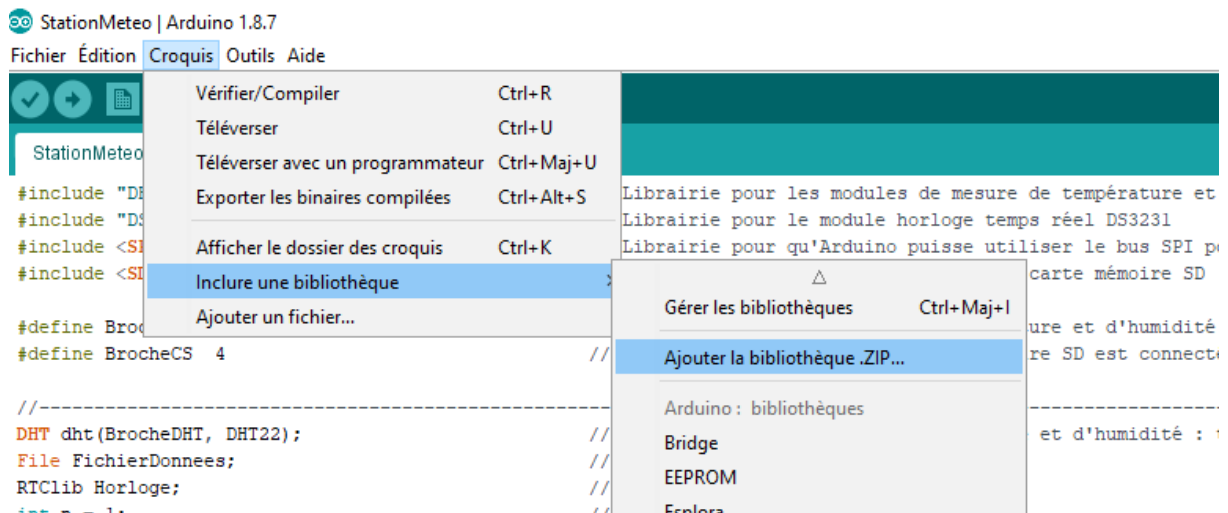 StationMeteo | Arduino 1.8.7
Fichier Édition Croquis Outils Aide
Vérifier/Compiler Ctrl+R
Téléverser Ctrl+U
StationMeteo
Téléverser avec un programmateur Ctrl+Maj+U
#include "D Exporter les binaires compilées Ctrl+Alt+S Librairie pour les modules de mesure de température et
#include "DS Librairie pour le module horloge temps réel DS3231
#include <S Afficher le dossier des croquis Ctrl+K Librairie pour qu'Arduino puisse utiliser le bus SPI p
#include <S Inclure une bibliothèque carte mémoire SD
Gérer les bibliothèques Ctrl+Maj+I
Ajouter un fichier...
#define Broc ure et d'humidité
#define BrocheCS 4 // Ajouter la bibliothèque .ZIP... re SD est connect
//--------------------------------------------------- Arduino : bibliothèques ------------------
DHT dht(BrocheDHT, DHT22); // et d'humidité :
Bridge
File FichierDonnees; //
EEPROM
RTClib Horloge; //
Esplora